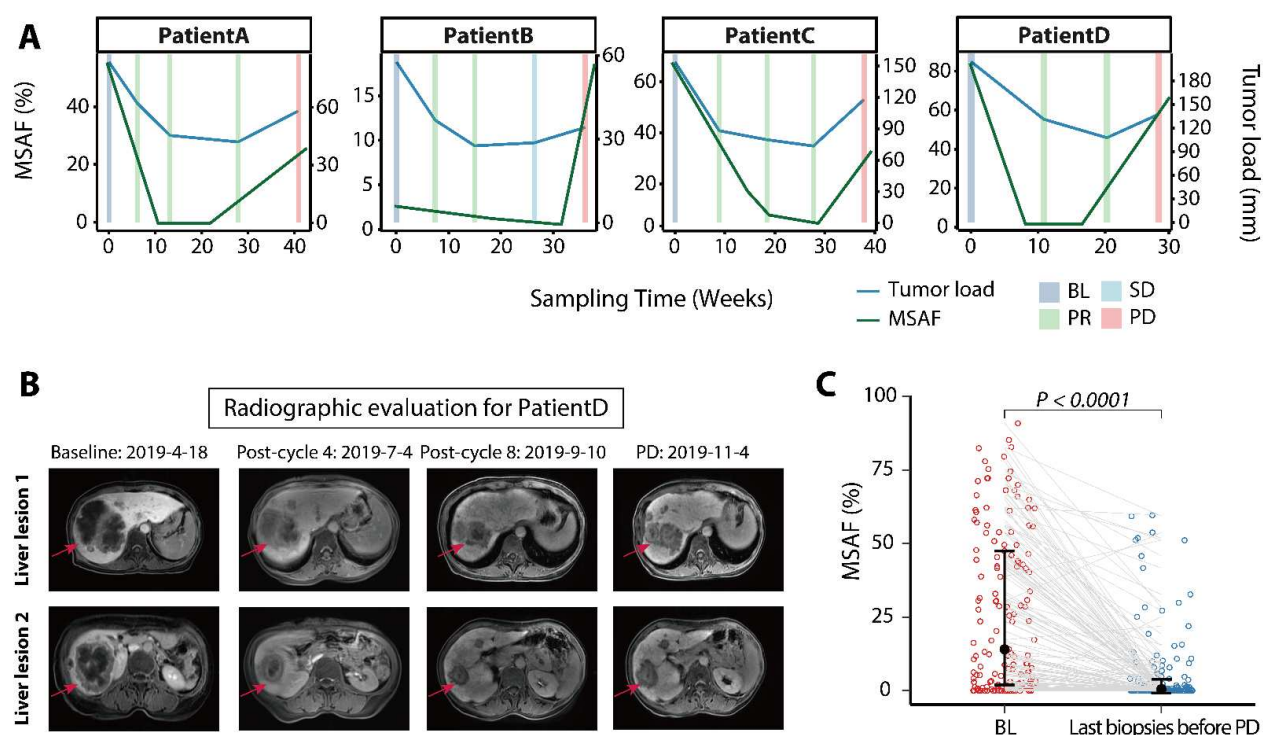 A
PatientA
PatientB
PatientC
PatientD
MSAF (%)
Tumor load (mm)
40
20
0
60
30
0
0 10 20 30 40
15
10
5
0
60
30
0
0 10 20 30
60
40
20
0
150
120
90
60
30
0
0 10 20 30 40
80
60
40
20
0
180
150
120
90
60
30
0
0 10 20 30
Sampling Time (Weeks)
Tumor load
MSAF
BL
SD
PR
PD
B
Radiographic evaluation for PatientD
Baseline: 2019-4-18
Post-cycle 4: 2019-7-4
Post-cycle 8: 2019-9-10
PD: 2019-11-4
Liver lesion 1
Liver lesion 2
C
P < 0.0001
MSAF (%)
100
75
50
25
0
BL
Last biopsies before PD